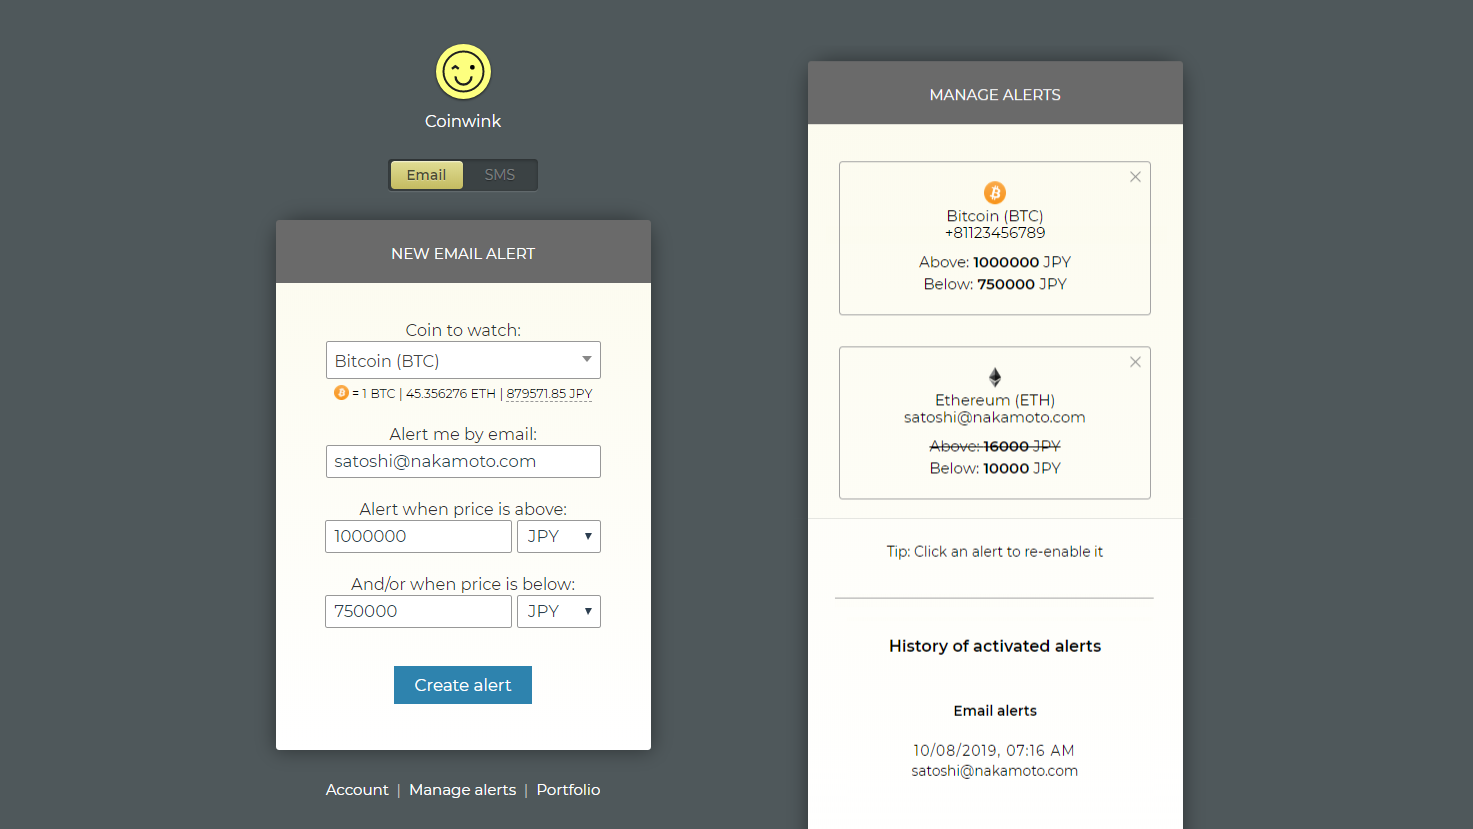 Coinwink
Email SMS
NEW EMAIL ALERT
Coin to watch:
Bitcoin (BTC)
= 1 BTC | 45.356276 ETH | 879571.85 JPY
Alert me by email:
satoshi@nakamoto.com
Alert when price is above:
1000000 JPY
And/or when price is below:
750000 JPY
Create alert
Account | Manage alerts | Portfolio
MANAGE ALERTS
Bitcoin (BTC)
+81123456789
Above: 1000000 JPY
Below: 750000 JPY
Ethereum (ETH)
satoshi@nakamoto.com
Above: 16000 JPY
Below: 10000 JPY
Tip: Click an alert to re-enable it
History of activated alerts
Email alerts
10/08/2019, 07:16 AM
satoshi@nakamoto.com